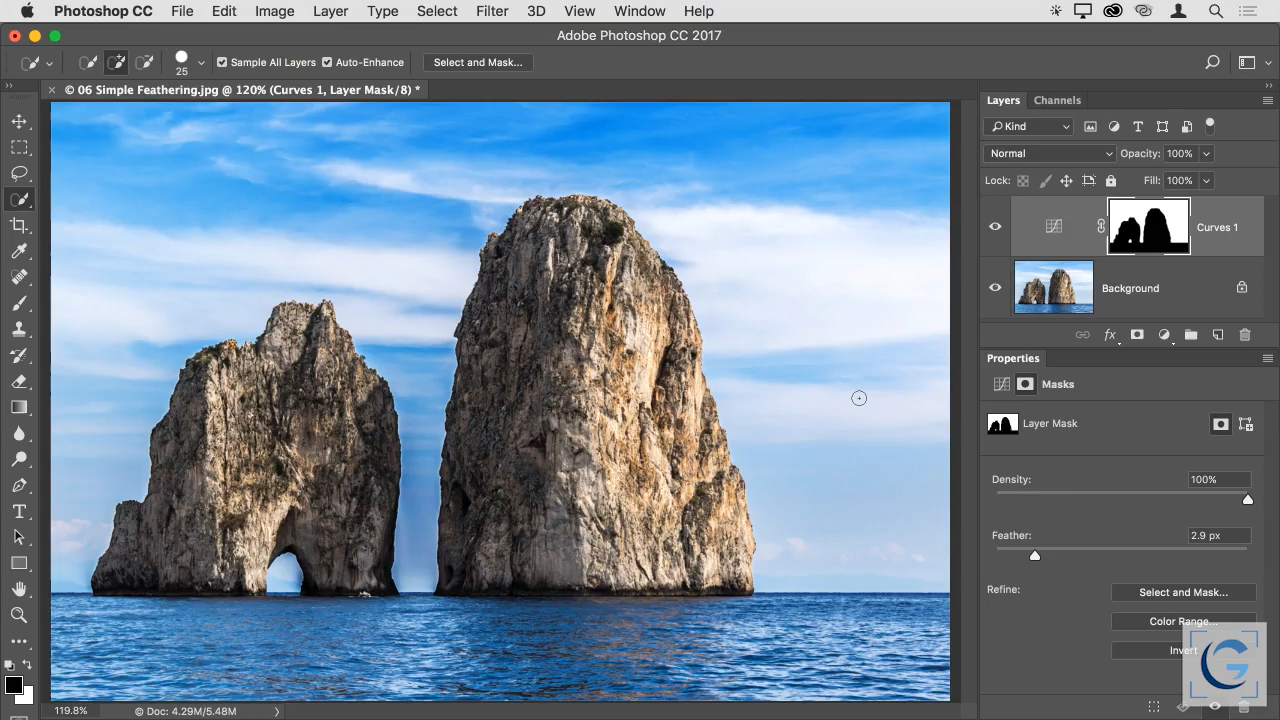 Photoshop CC File Edit Image Layer Type Select Filter 3D View Window Help
Adobe Photoshop CC 2017
25 Sample All Layers Auto-Enhance Select and Mask...
× © 06 Simple Feathering.jpg @ 120% (Curves 1, Layer Mask/8) *
Layers Channels
Kind
Normal Opacity: 100%
Lock: Fill: 100%
Curves 1
Background
fx
Properties
Masks
Layer Mask
Density: 100%
Feather: 2.9 px
Refine: Select and Mask...
Color Range...
Invert
119.8% © Doc: 4.29M/5.48M